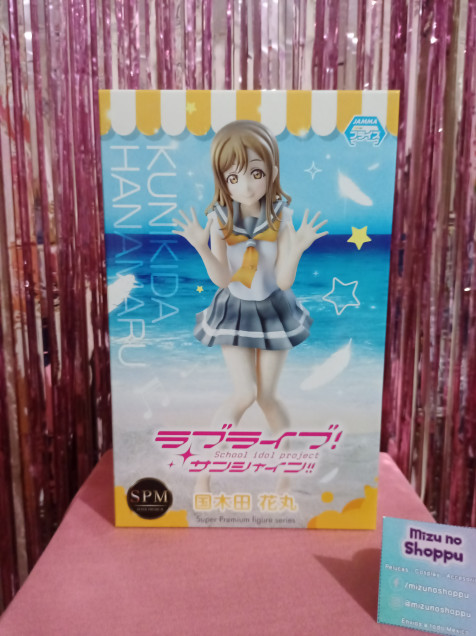 KUNIKIDA
HANAMARU
ラブライブ!
School idol project
サンシャイン!!
SPM
国木田 花丸
Super Premium figure series
Mizu no
Shoppu
/mizunoshoppu
@mizunoshoppu